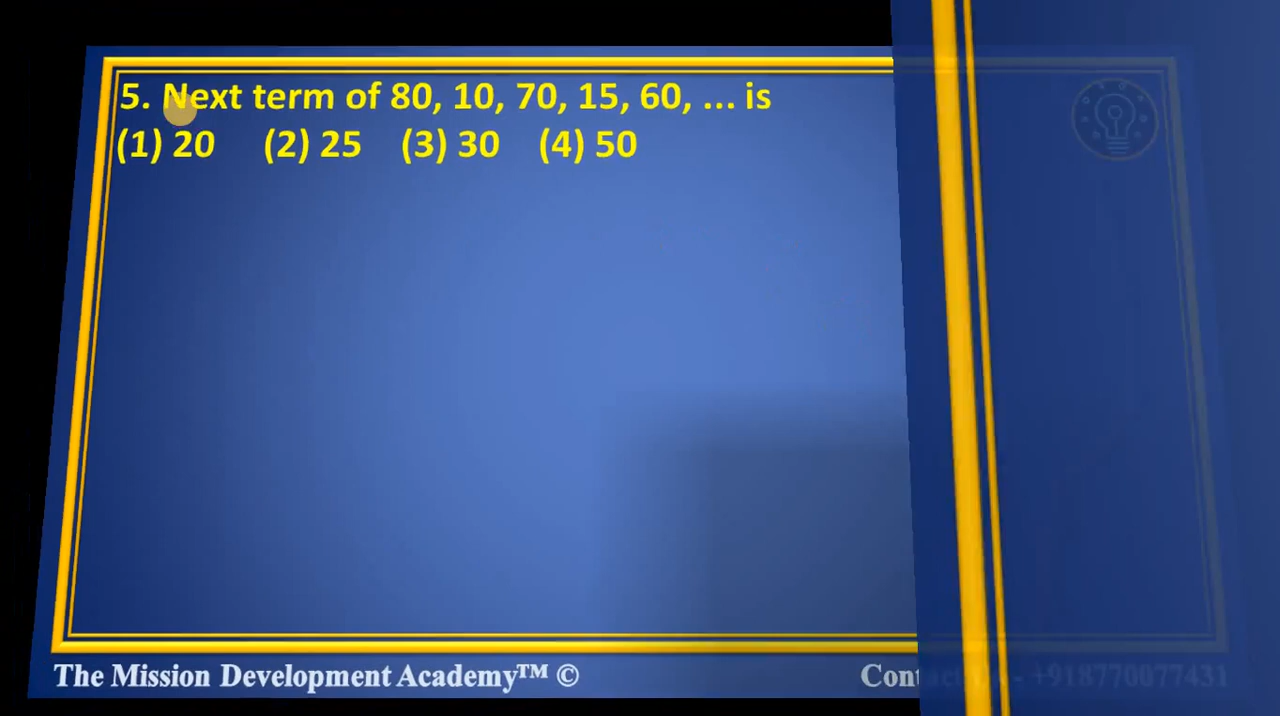 5. Next term of 80, 10, 70, 15, 60, ... is
(1) 20 (2) 25 (3) 30 (4) 50
The Mission Development Academy™ ©
- +918770077431